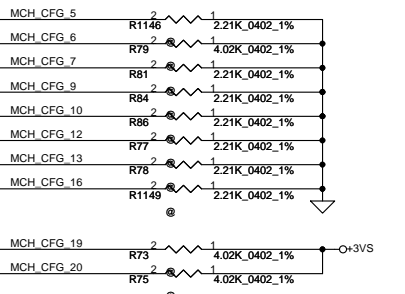 MCH_CFG_5 2 1
R1146 2.21K_0402_1%
MCH_CFG_6 2 1
R79 @ 4.02K_0402_1%
MCH_CFG_7 2 1
R81 @ 2.21K_0402_1%
MCH_CFG_9 2 1
R84 @ 2.21K_0402_1%
MCH_CFG_10 2 1
R86 @ 2.21K_0402_1%
MCH_CFG_12 2 1
R77 @ 2.21K_0402_1%
MCH_CFG_13 2 1
R78 @ 2.21K_0402_1%
MCH_CFG_16 2 1
R1149 @ 2.21K_0402_1%
@
MCH_CFG_19 2 1 +3VS
R73 4.02K_0402_1%
MCH_CFG_20 2 1
R75 @ 4.02K_0402_1%